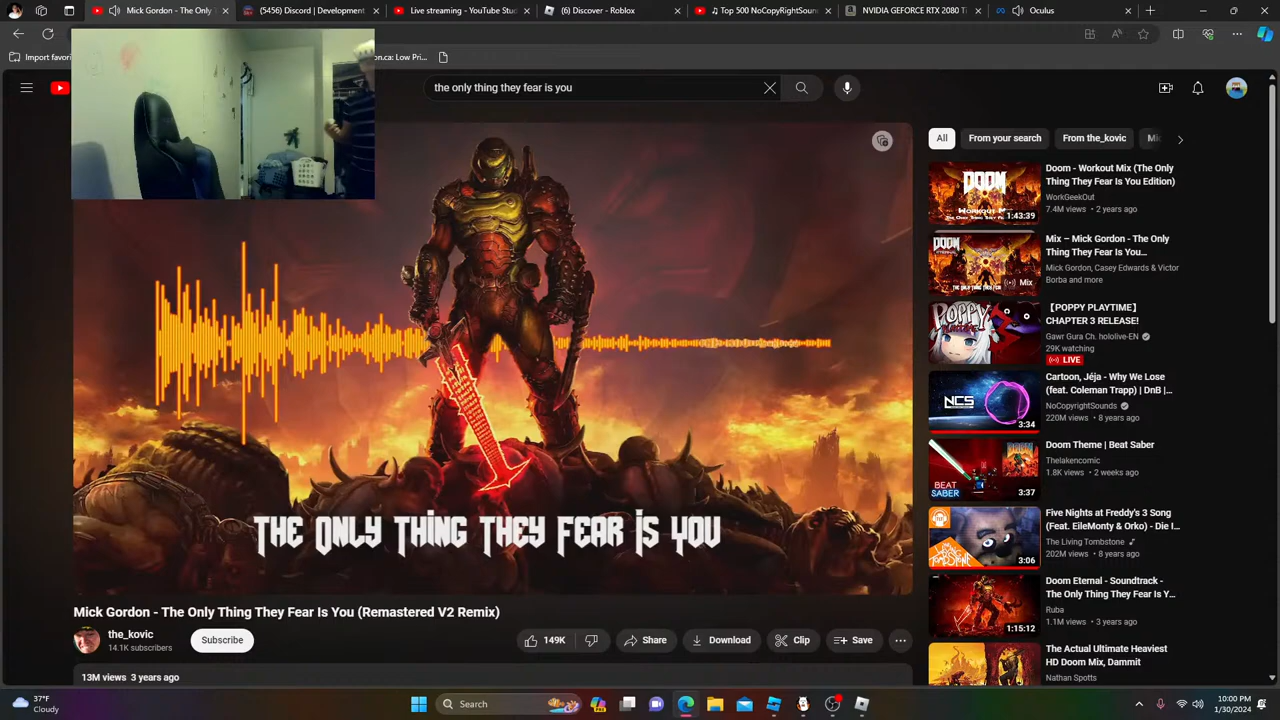 Mick Gordon - The Only T
(5456) Discord | Development
Live streaming - YouTube Stu
(6) Discover - Roblox
♫ Top 500 NoCopyrightSoun
NVIDIA GEFORCE RTX 2080 Ti
Oculus
Import favori
on.ca: Low Pri...
the only thing they fear is you
All
From your search
From the_kovic
Mi
DOOM
WORKOUT M
1:43:39
Doom - Workout Mix (The Only
Thing They Fear Is You Edition)
WorkGeekOut
7.4M views • 2 years ago
DOOM
Mix
Mix – Mick Gordon - The Only
Thing They Fear Is You...
Mick Gordon, Casey Edwards & Victor
Borba and more
POPPY
PLAYTIME
【POPPY PLAYTIME】
CHAPTER 3 RELEASE!
Gawr Gura Ch. hololive-EN
29K watching
LIVE
NCS
3:34
Cartoon, Jéja - Why We Lose
(feat. Coleman Trapp) | DnB |...
NoCopyrightSounds
220M views • 8 years ago
BEAT
SABER
3:37
Doom Theme | Beat Saber
Thelakencomic
1.8K views • 2 weeks ago
THE LIVING
TOMBSTONE
3:06
Five Nights at Freddy's 3 Song
(Feat. EileMonty & Orko) - Die I...
The Living Tombstone
202M views • 8 years ago
1:15:12
Doom Eternal - Soundtrack -
The Only Thing They Fear Is Y...
Ruba
1.1M views • 3 years ago
The Actual Ultimate Heaviest
HD Doom Mix, Dammit
Nathan Spotts
THE ONLY THING THEY FEAR IS YOU
Mick Gordon - The Only Thing They Fear Is You (Remastered V2 Remix)
the_kovic
14.1K subscribers
Subscribe
149K
Share
Download
Clip
Save
13M views 3 years ago
37°F
Cloudy
Search
10:00 PM
1/30/2024